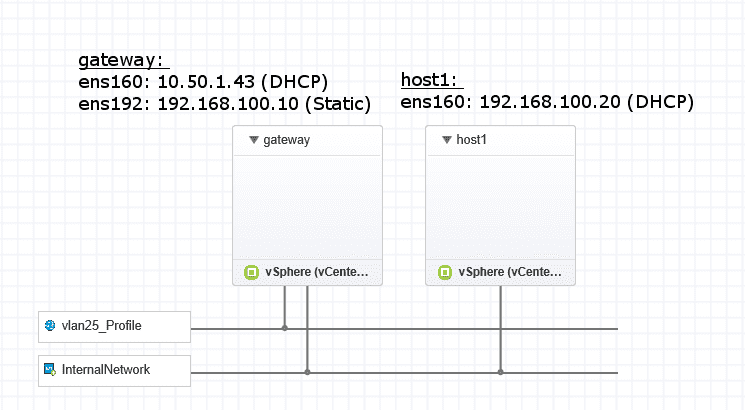 gateway:
ens160: 10.50.1.43 (DHCP)
ens192: 192.168.100.10 (Static)
host1:
ens160: 192.168.100.20 (DHCP)
gateway
host1
vSphere (vCente...
vSphere (vCente...
vlan25_Profile
InternalNetwork